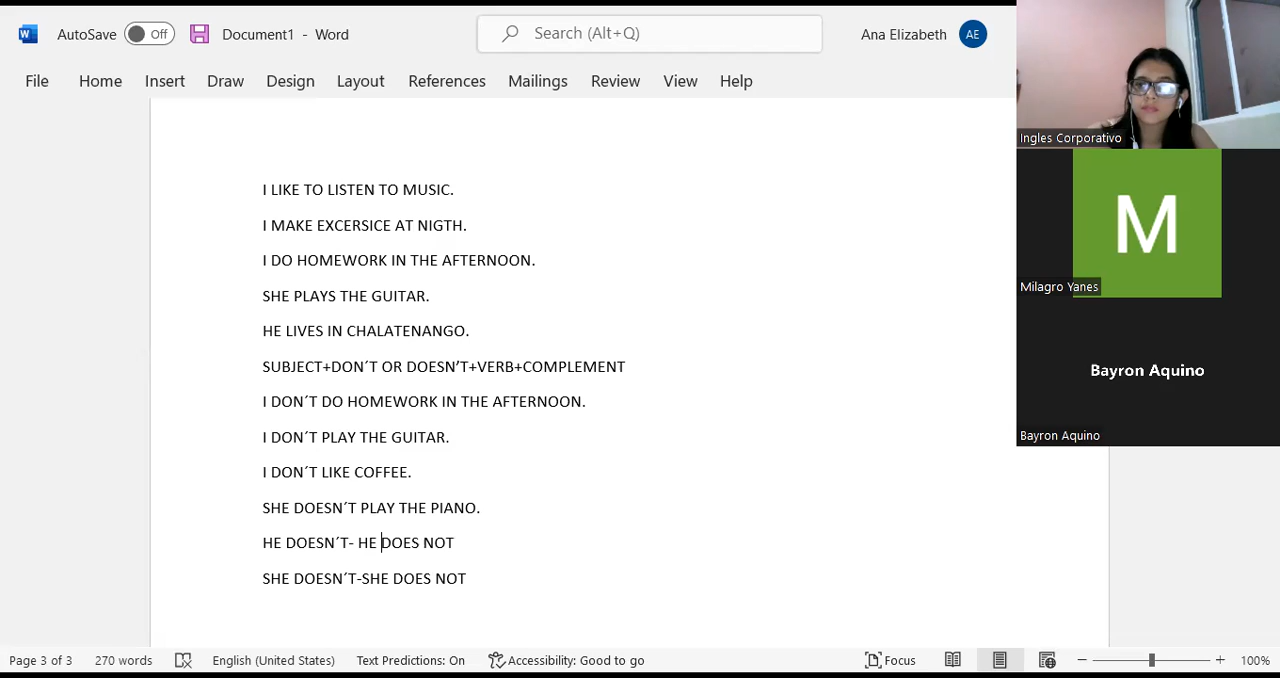 W AutoSave Off Document1 - Word Search (Alt+Q) Ana Elizabeth AE
File Home Insert Draw Design Layout References Mailings Review View Help
I LIKE TO LISTEN TO MUSIC.
I MAKE EXCERSICE AT NIGTH.
I DO HOMEWORK IN THE AFTERNOON.
SHE PLAYS THE GUITAR.
HE LIVES IN CHALATENANGO.
SUBJECT+DON´T OR DOESN’T+VERB+COMPLEMENT
I DON´T DO HOMEWORK IN THE AFTERNOON.
I DON´T PLAY THE GUITAR.
I DON´T LIKE COFFEE.
SHE DOESN´T PLAY THE PIANO.
HE DOESN´T- HE DOES NOT
SHE DOESN´T-SHE DOES NOT
Ingles Corporativo
M
Milagro Yanes
Bayron Aquino
Bayron Aquino
Page 3 of 3 270 words English (United States) Text Predictions: On Accessibility: Good to go Focus 100%